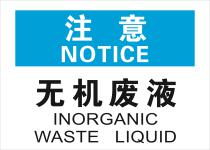 注意
NOTICE
无机废液
INORGANIC
WASTE LIQUID